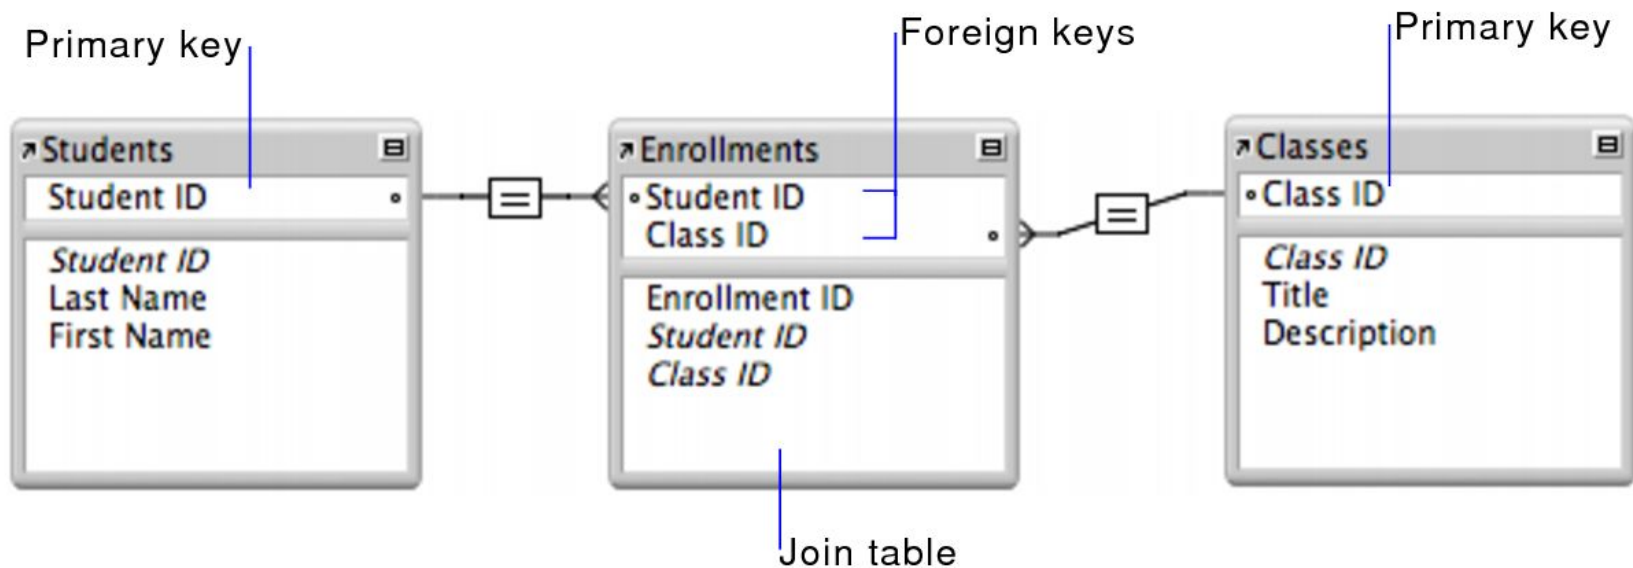 Primary key
Foreign keys
Primary key
Students
Student ID
Student ID
Last Name
First Name
=
Enrollments
Student ID
Class ID
Enrollment ID
Student ID
Class ID
=
Classes
Class ID
Class ID
Title
Description
Join table